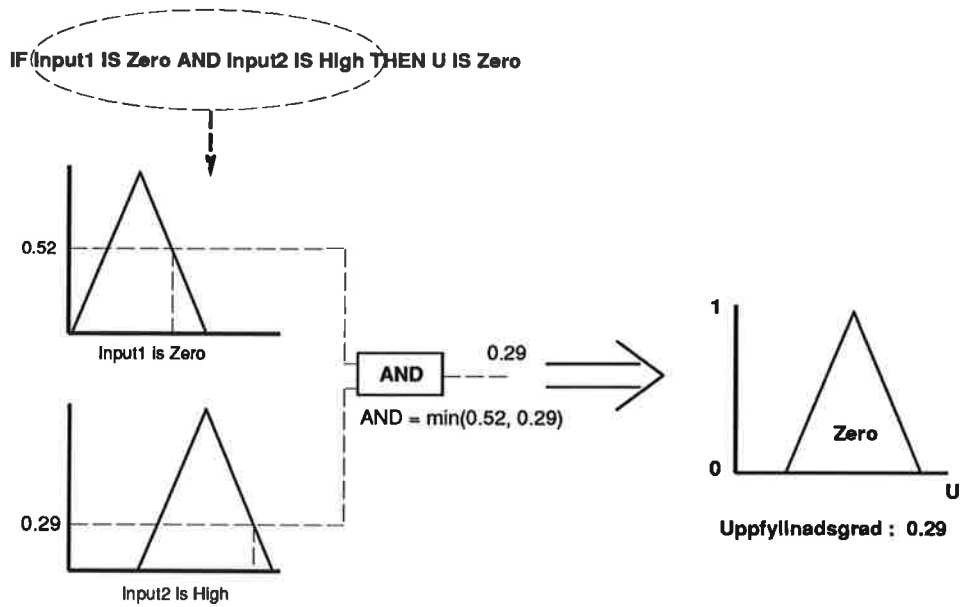 IF Input1 IS Zero AND Input2 IS High THEN U IS Zero
0.52
Input1 is Zero
0.29
AND
AND = min(0.52, 0.29)
0.29
Input2 is High
1
Zero
0
U
Uppfyllnadsgrad : 0.29